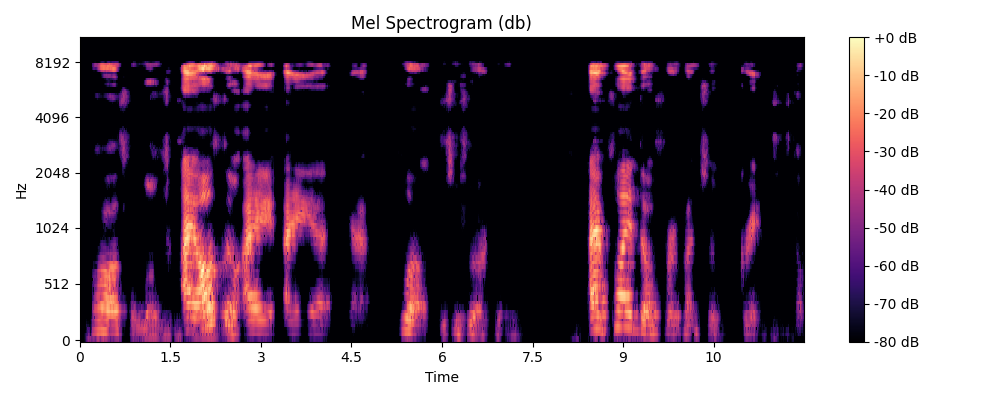 Mel Spectrogram (db)
Hz
8192
4096
2048
1024
512
0
0 1.5 3 4.5 6 7.5 9 10
Time
+0 dB
-10 dB
-20 dB
-30 dB
-40 dB
-50 dB
-60 dB
-70 dB
-80 dB